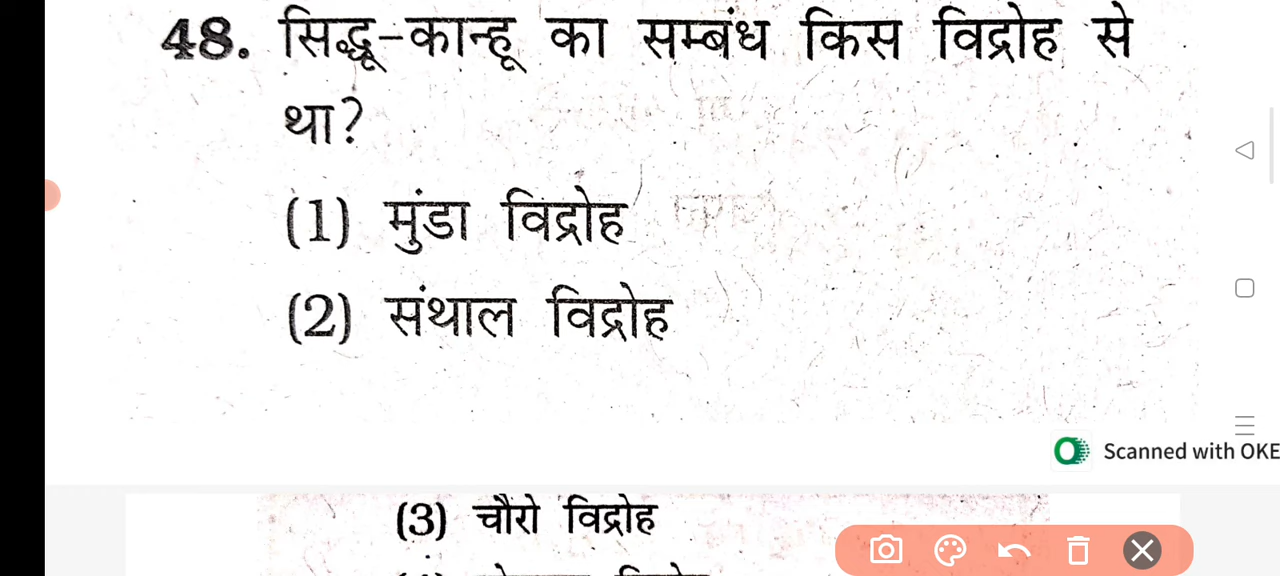 48. सिद्धू-कान्हू का सम्बंध किस विद्रोह से
था?
(1) मुंडा विद्रोह
(2) संथाल विद्रोह
Scanned with OKE
(3) चौरो विद्रोह